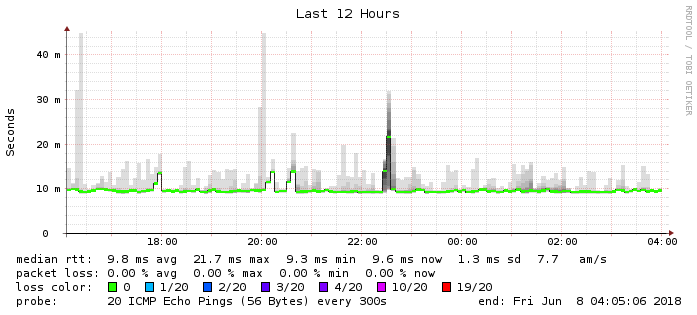 Last 12 Hours
RRDTOOL / TOBI OETIKER
Seconds
40 m
30 m
20 m
10 m
0
18:00 20:00 22:00 00:00 02:00 04:00
median rtt: 9.8 ms avg 21.7 ms max 9.3 ms min 9.6 ms now 1.3 ms sd 7.7 am/s
packet loss: 0.00 % avg 0.00 % max 0.00 % min 0.00 % now
loss color: 0 1/20 2/20 3/20 4/20 10/20 19/20
probe: 20 ICMP Echo Pings (56 Bytes) every 300s end: Fri Jun 8 04:05:06 2018